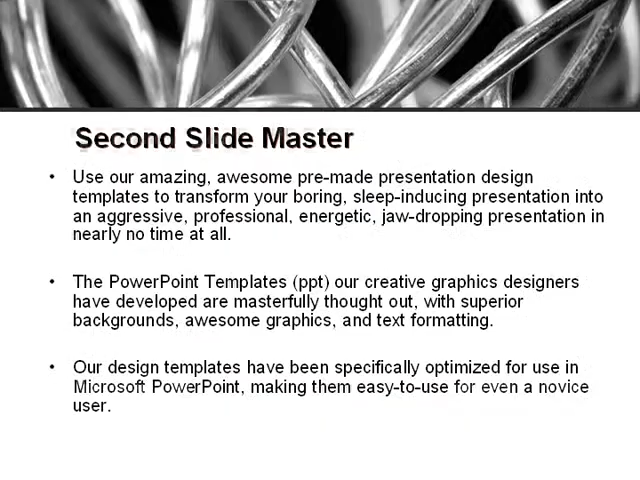 Second Slide Master
• Use our amazing, awesome pre-made presentation design
templates to transform your boring, sleep-inducing presentation into
an aggressive, professional, energetic, jaw-dropping presentation in
nearly no time at all.
• The PowerPoint Templates (ppt) our creative graphics designers
have developed are masterfully thought out, with superior
backgrounds, awesome graphics, and text formatting.
• Our design templates have been specifically optimized for use in
Microsoft PowerPoint, making them easy-to-use for even a novice
user.